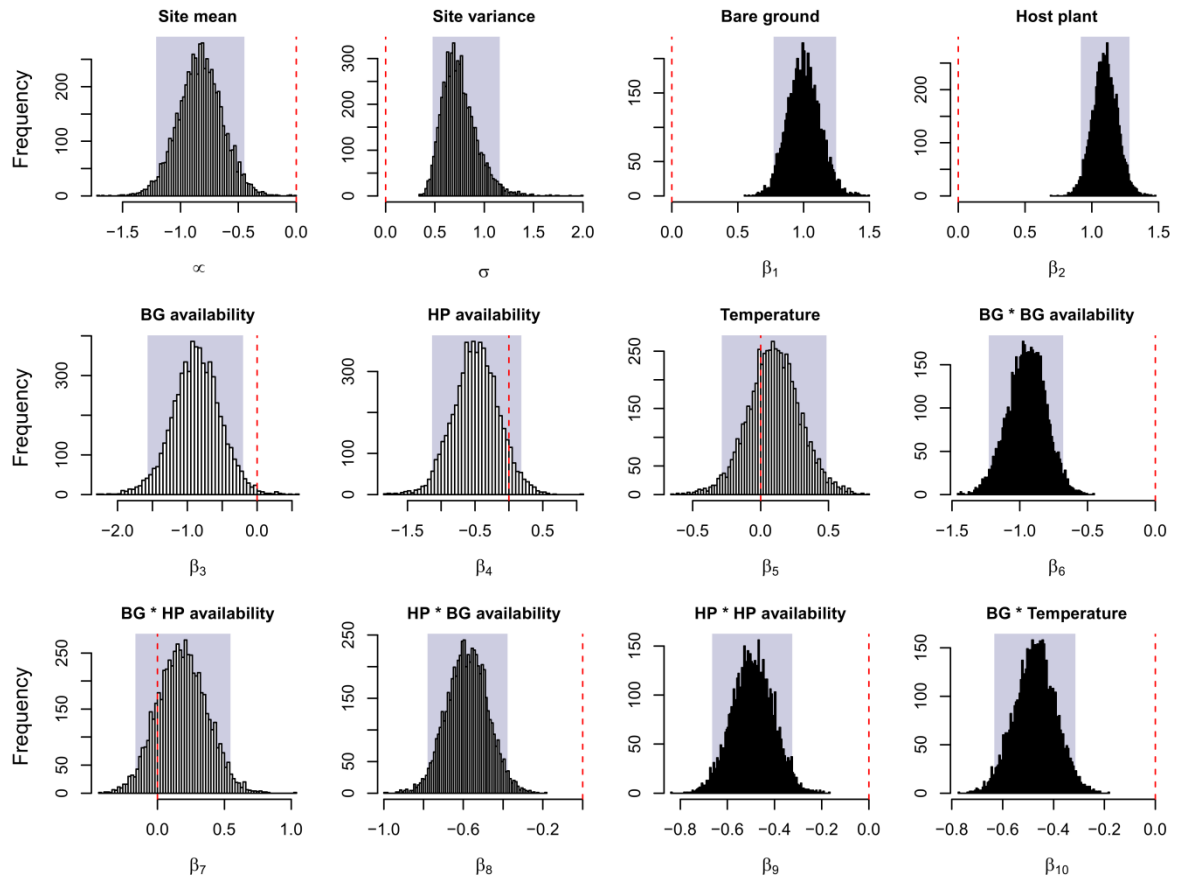 Site mean
Site variance
Bare ground
Host plant
Frequency
0 50 100 200
−1.5 −1.0 −0.5 0.0
∝
0 50 100 200 300
0.0 0.5 1.0 1.5 2.0
σ
0 50 100 150
0.0 0.5 1.0 1.5
β1
0 50 150 250
0.0 0.5 1.0 1.5
β2
BG availability
HP availability
Temperature
BG * BG availability
Frequency
0 100 300
−2.0 −1.0 0.0
β3
0 100 300
−1.5 −0.5 0.5
β4
0 50 150 250
−0.5 0.0 0.5
β5
0 50 100 150
−1.5 −1.0 −0.5 0.0
β6
BG * HP availability
HP * BG availability
HP * HP availability
BG * Temperature
Frequency
0 50 150 250
0.0 0.5 1.0
β7
0 50 150 250
−1.0 −0.6 −0.2
β8
0 50 100 150
−0.8 −0.6 −0.4 −0.2 0.0
β9
0 50 100 150
−0.8 −0.6 −0.4 −0.2 0.0
β10